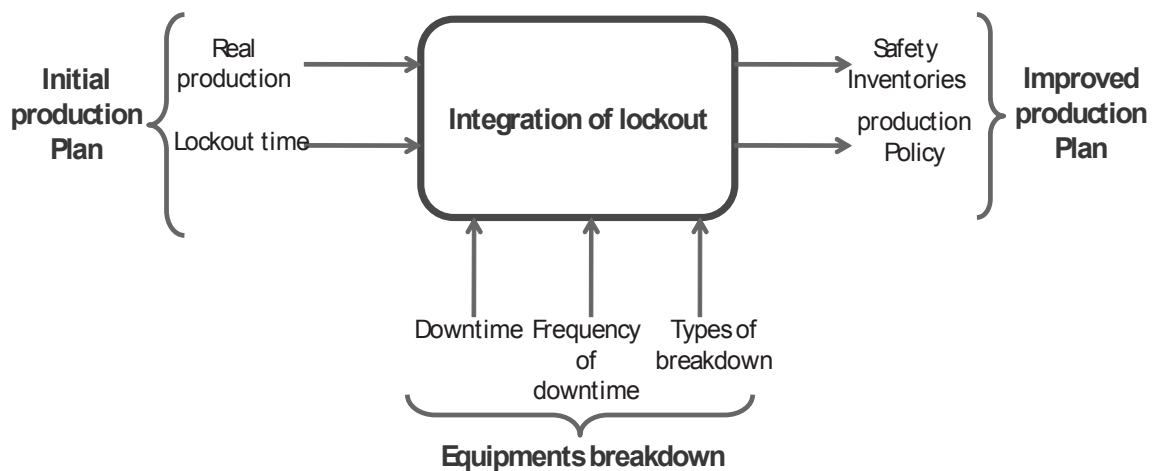 Initial
production
Plan
Real
production
Lockout time
Integration of lockout
Safety
Inventories
production
Policy
Improved
production
Plan
Downtime
Frequency
of
downtime
Types of
breakdown
Equipments breakdown